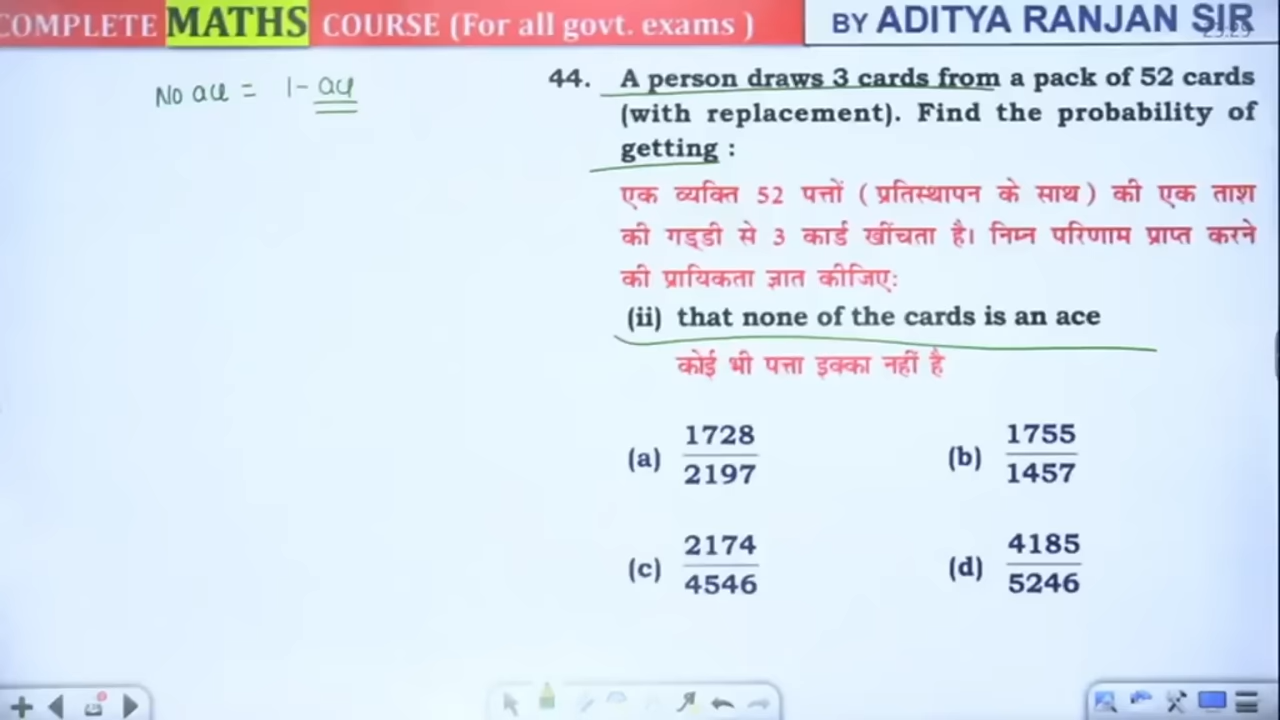 COMPLETE MATHS COURSE (For all govt. exams )
BY ADITYA RANJAN SIR
No ace = 1 - ace
44. A person draws 3 cards from a pack of 52 cards
(with replacement). Find the probability of
getting :
एक व्यक्ति 52 पत्तों ( प्रतिस्थापन के साथ ) की एक ताश
की गड्डी से 3 कार्ड खींचता है। निम्न परिणाम प्राप्त करने
की प्रायिकता ज्ञात कीजिए:
(ii) that none of the cards is an ace
कोई भी पत्ता इक्का नहीं है
(a) 1728/2197 (b) 1755/1457
(c) 2174/4546 (d) 4185/5246